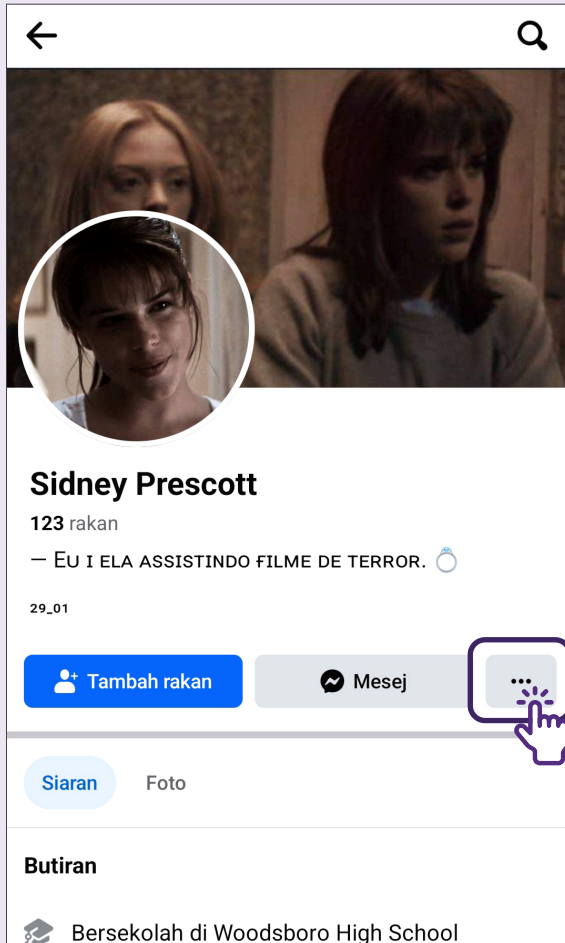 Sidney Prescott
123 rakan
— Eu ɪ ela assistindo ꜰilme de terror. 💍
29_01
Tambah rakan
Mesej
Siaran
Foto
Butiran
Bersekolah di Woodsboro High School